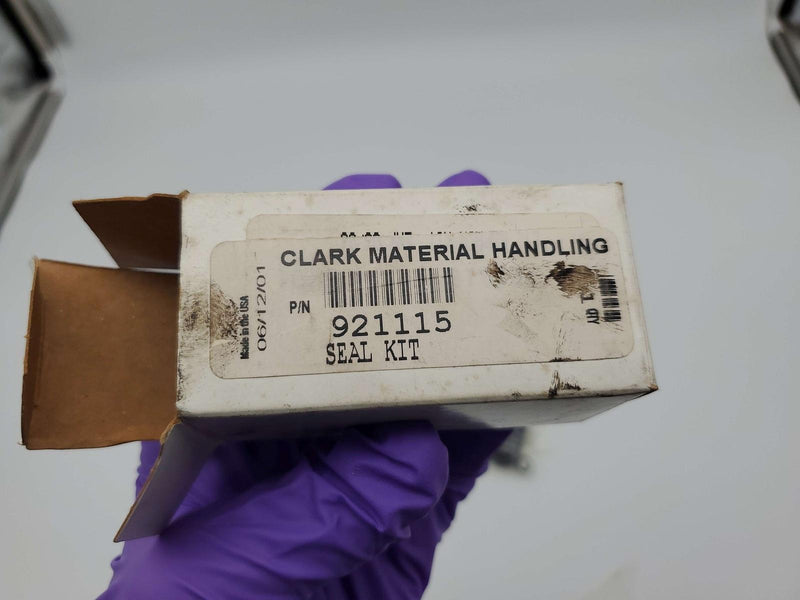 CLARK MATERIAL HANDLING
P/N
921115
SEAL KIT
Made in the USA
06/12/01
1 QTY